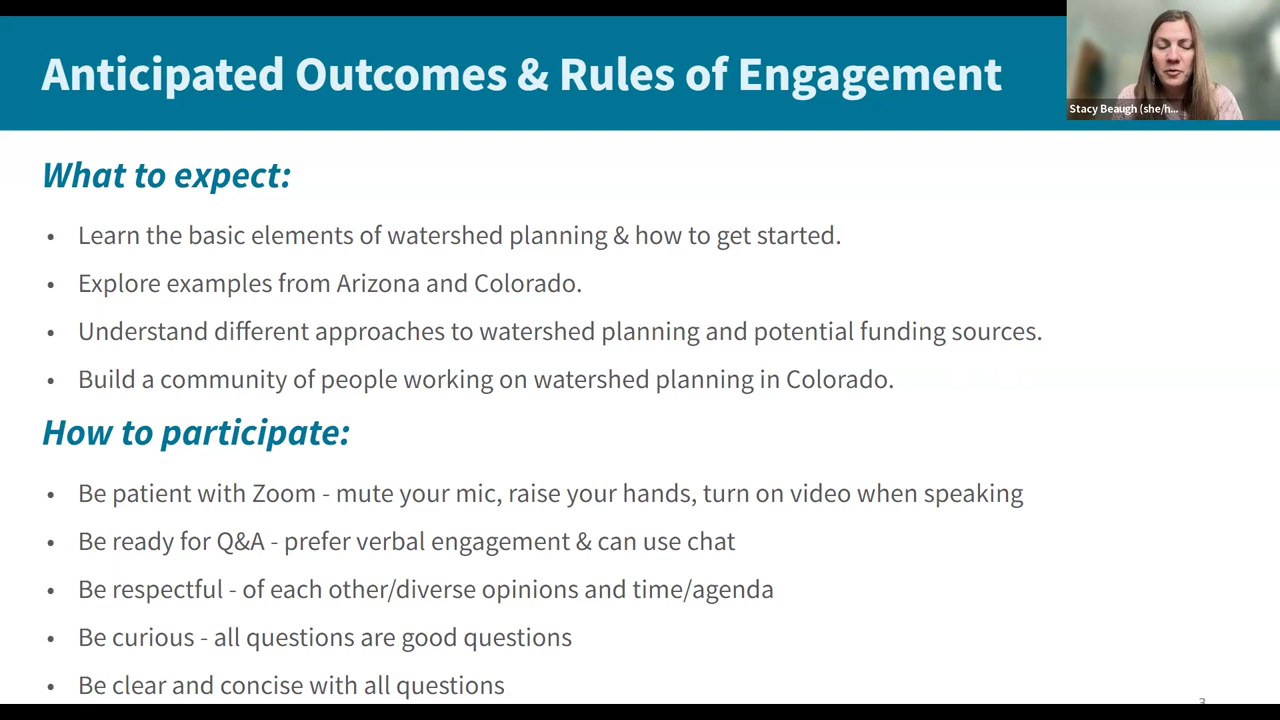 Anticipated Outcomes & Rules of Engagement
Stacy Beaugh (she/h...
What to expect:
• Learn the basic elements of watershed planning & how to get started.
• Explore examples from Arizona and Colorado.
• Understand different approaches to watershed planning and potential funding sources.
• Build a community of people working on watershed planning in Colorado.
How to participate:
• Be patient with Zoom - mute your mic, raise your hands, turn on video when speaking
• Be ready for Q&A - prefer verbal engagement & can use chat
• Be respectful - of each other/diverse opinions and time/agenda
• Be curious - all questions are good questions
• Be clear and concise with all questions
3